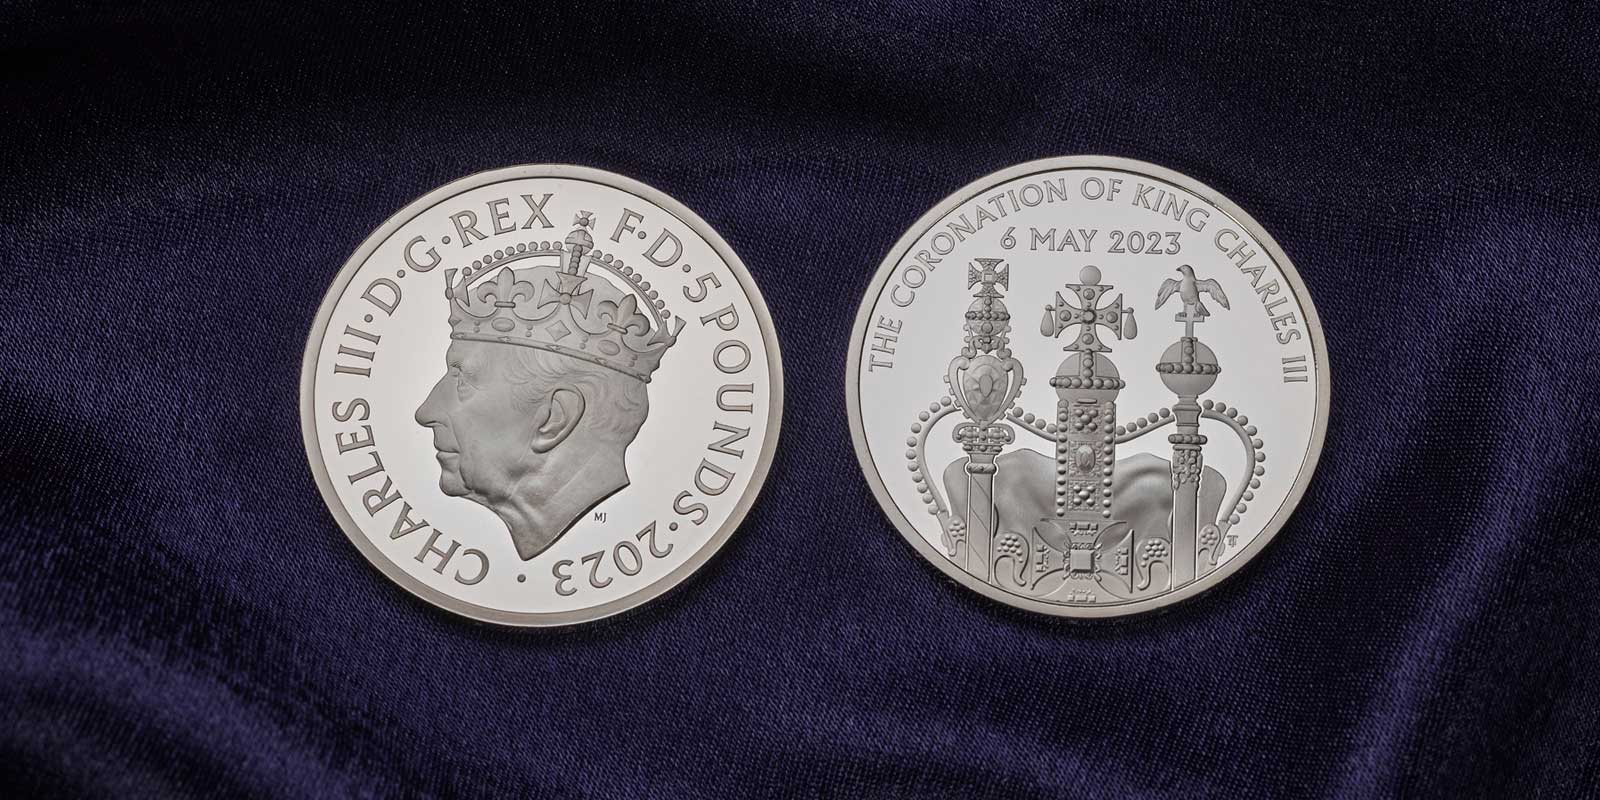 CHARLES III · D · G · REX F · D · 5 POUNDS · 2023 ·
MJ
THE CORONATION OF KING CHARLES III
6 MAY 2023